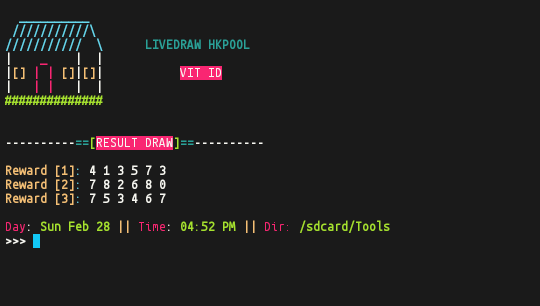 LIVEDRAW HKPOOL
VIT ID
----------==[RESULT DRAW]==----------
Reward [1]: 4 1 3 5 7 3
Reward [2]: 7 8 2 6 8 0
Reward [3]: 7 5 3 4 6 7
Day: Sun Feb 28 || Time: 04:52 PM || Dir: /sdcard/Tools
>>>